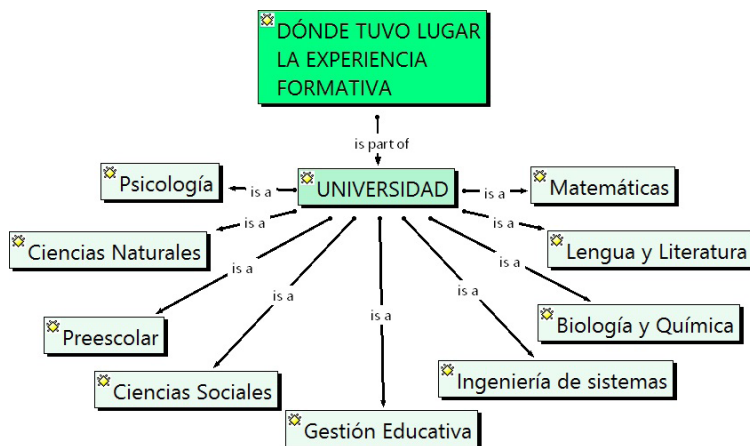 DÓNDE TUVO LUGAR
LA EXPERIENCIA
FORMATIVA
is part of
Psicología
is a
UNIVERSIDAD
is a
Matemáticas
Ciencias Naturales
is a
is a
Lengua y Literatura
is a
is a
is a
is a
is a
Preescolar
Biología y Química
Ciencias Sociales
Ingeniería de sistemas
Gestión Educativa